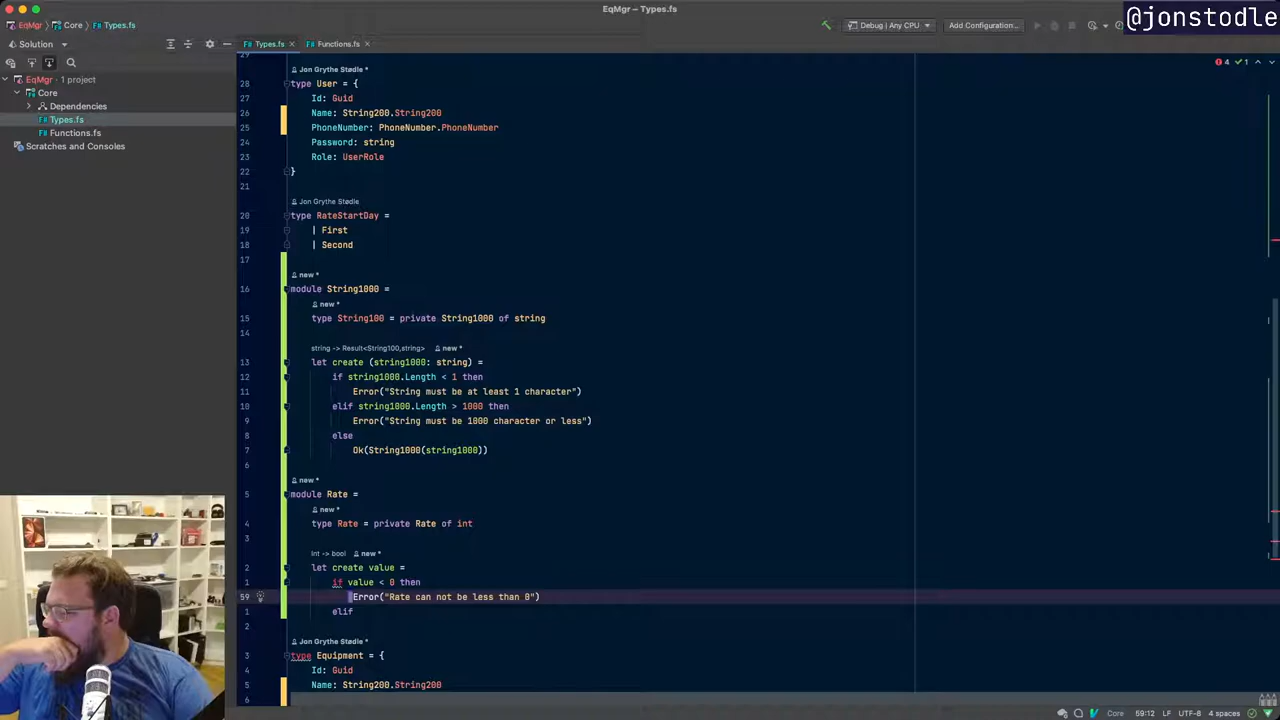 EqMgr – Types.fs
@jonstodle
EqMgr > Core > Types.fs
Debug | Any CPU
Add Configuration...
Solution
Types.fs
Functions.fs
EqMgr 1 project
Core
Dependencies
Types.fs
Functions.fs
Scratches and Consoles
4 1
29
Jon Grythe Stødle *
28 type User = {
27 Id: Guid
26 Name: String200.String200
25 PhoneNumber: PhoneNumber.PhoneNumber
24 Password: string
23 Role: UserRole
22 }
21
Jon Grythe Stødle
20 type RateStartDay =
19 | First
18 | Second
17
new *
16 module String1000 =
new *
15 type String100 = private String1000 of string
14
string -> Result<String100,string> new *
13 let create (string1000: string) =
12 if string1000.Length < 1 then
11 Error("String must be at least 1 character")
10 elif string1000.Length > 1000 then
9 Error("String must be 1000 character or less")
8 else
7 Ok(String1000(string1000))
6
new *
5 module Rate =
new *
4 type Rate = private Rate of int
3
int -> bool new *
2 let create value =
1 if value < 0 then
59 Error("Rate can not be less than 0")
1 elif
2
Jon Grythe Stødle *
3 type Equipment = {
4 Id: Guid
5 Name: String200.String200
6
Core 59:12 LF UTF-8 4 spaces